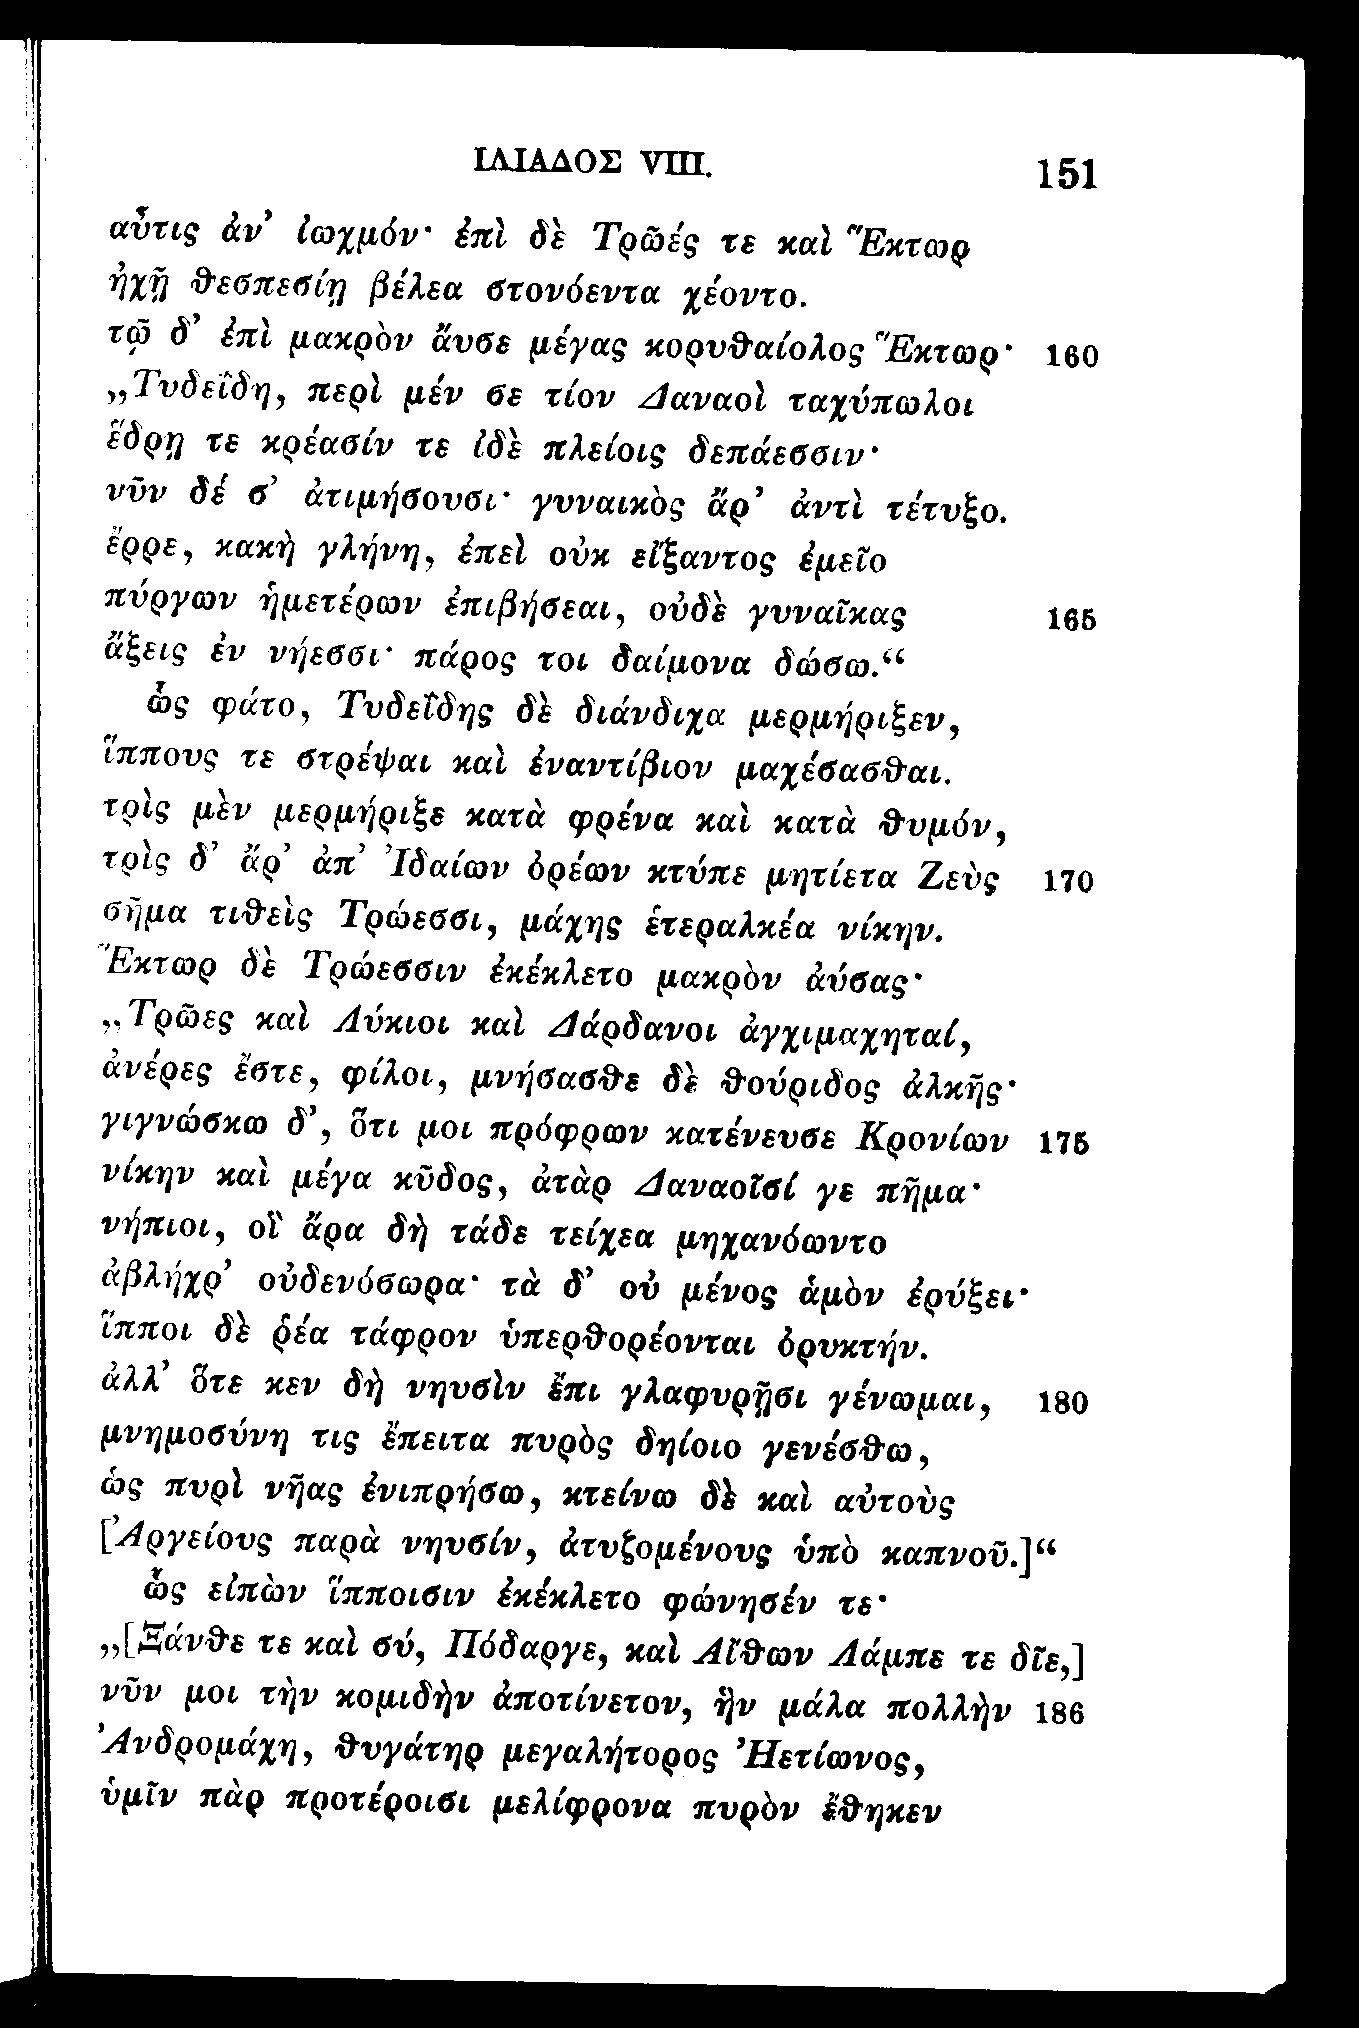 ΙΛΙΑΔΟΣ VIII. 151
αὖτις ἀν’ ἰωχμόν· ἐπὶ δὲ Τρῶές τε καὶ Ἕκτωρ
ἠχῇ θεσπεσίῃ βέλεα στονόεντα χέοντο.
τῷ δ’ ἐπὶ μακρὸν ἄυσε μέγας κορυθαίολος Ἕκτωρ· 160
„Τυδεΐδη, περὶ μέν σε τίον Δαναοὶ ταχύπωλοι
ἕδρῃ τε κρέασίν τε ἰδὲ πλείοις δεπάεσσιν·
νῦν δέ σ’ ἀτιμήσουσι· γυναικὸς ἄρ’ ἀντὶ τέτυξο.
ἔρρε, κακὴ γλήνη, ἐπεὶ οὐκ εἴξαντος ἐμεῖο
πύργων ἡμετέρων ἐπιβήσεαι, οὐδὲ γυναῖκας 165
ἄξεις ἐν νήεσσι· πάρος τοι δαίμονα δώσω.“
ὣς φάτο, Τυδεΐδης δὲ διάνδιχα μερμήριξεν,
ἵππους τε στρέψαι καὶ ἐναντίβιον μαχέσασθαι.
τρὶς μὲν μερμήριξε κατὰ φρένα καὶ κατὰ θυμόν,
τρὶς δ’ ἄρ’ ἀπ’ Ἰδαίων ὀρέων κτύπε μητίετα Ζεὺς 170
σῆμα τιθεὶς Τρώεσσι, μάχης ἑτεραλκέα νίκην.
Ἕκτωρ δὲ Τρώεσσιν ἐκέκλετο μακρὸν ἀύσας·
„Τρῶες καὶ Λύκιοι καὶ Δάρδανοι ἀγχιμαχηταί,
ἀνέρες ἔστε, φίλοι, μνήσασθε δὲ θούριδος ἀλκῆς·
γιγνώσκω δ’, ὅτι μοι πρόφρων κατένευσε Κρονίων 175
νίκην καὶ μέγα κῦδος, ἀτὰρ Δαναοῖσί γε πῆμα·
νήπιοι, οἳ ἄρα δὴ τάδε τείχεα μηχανόωντο
ἀβλήχρ’ οὐδενόσωρα· τὰ δ’ οὐ μένος ἁμὸν ἐρύξει·
ἵπποι δὲ ῥέα τάφρον ὑπερθορέονται ὀρυκτήν.
ἀλλ’ ὅτε κεν δὴ νηυσὶν ἔπι γλαφυρῇσι γένωμαι, 180
μνημοσύνη τις ἔπειτα πυρὸς δηίοιο γενέσθω,
ὡς πυρὶ νῆας ἐνιπρήσω, κτείνω δὲ καὶ αὐτοὺς
[Ἀργείους παρὰ νηυσίν, ἀτυζομένους ὑπὸ καπνοῦ.]“
ὣς εἰπὼν ἵπποισιν ἐκέκλετο φώνησέν τε·
„[Ξάνθε τε καὶ σύ, Πόδαργε, καὶ Αἴθων Λάμπε τε δῖε,]
νῦν μοι τὴν κομιδὴν ἀποτίνετον, ἣν μάλα πολλὴν 186
Ἀνδρομάχη, θυγάτηρ μεγαλήτορος Ἠετίωνος,
ὑμῖν πὰρ προτέροισι μελίφρονα πυρὸν ἔθηκεν